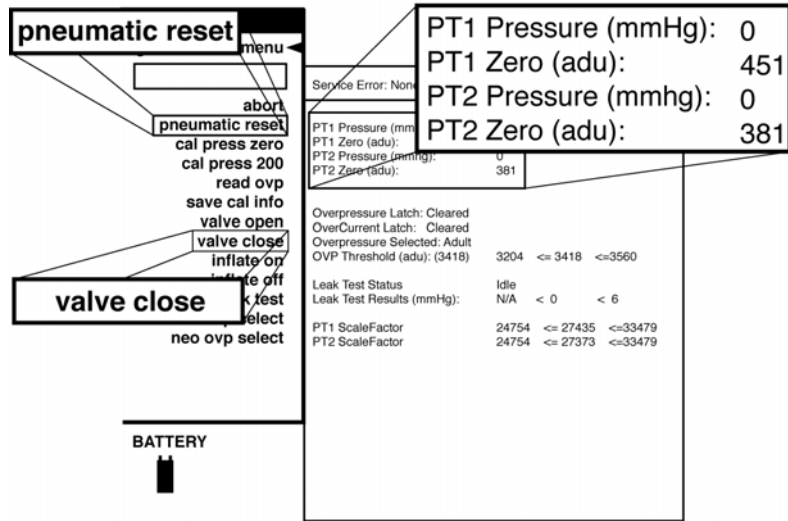 pneumatic reset
menu
abort
pneumatic reset
cal press zero
cal press 200
read ovp
save cal info
valve open
valve close
inflate on
inflate off
test
select
neo ovp select
valve close
BATTERY
Service Error: None
PT1 Pressure (mm
PT1 Zero (adu):
PT2 Pressure (mmhg): 0
PT2 Zero (adu): 381
PT1 Pressure (mmHg): 0
PT1 Zero (adu): 451
PT2 Pressure (mmhg): 0
PT2 Zero (adu): 381
Overpressure Latch: Cleared
OverCurrent Latch: Cleared
Overpressure Selected: Adult
OVP Threshold (adu): (3418) 3204 <= 3418 <=3560
Leak Test Status Idle
Leak Test Results (mmHg): N/A < 0 < 6
PT1 ScaleFactor 24754 <= 27435 <=33479
PT2 ScaleFactor 24754 <= 27373 <=33479